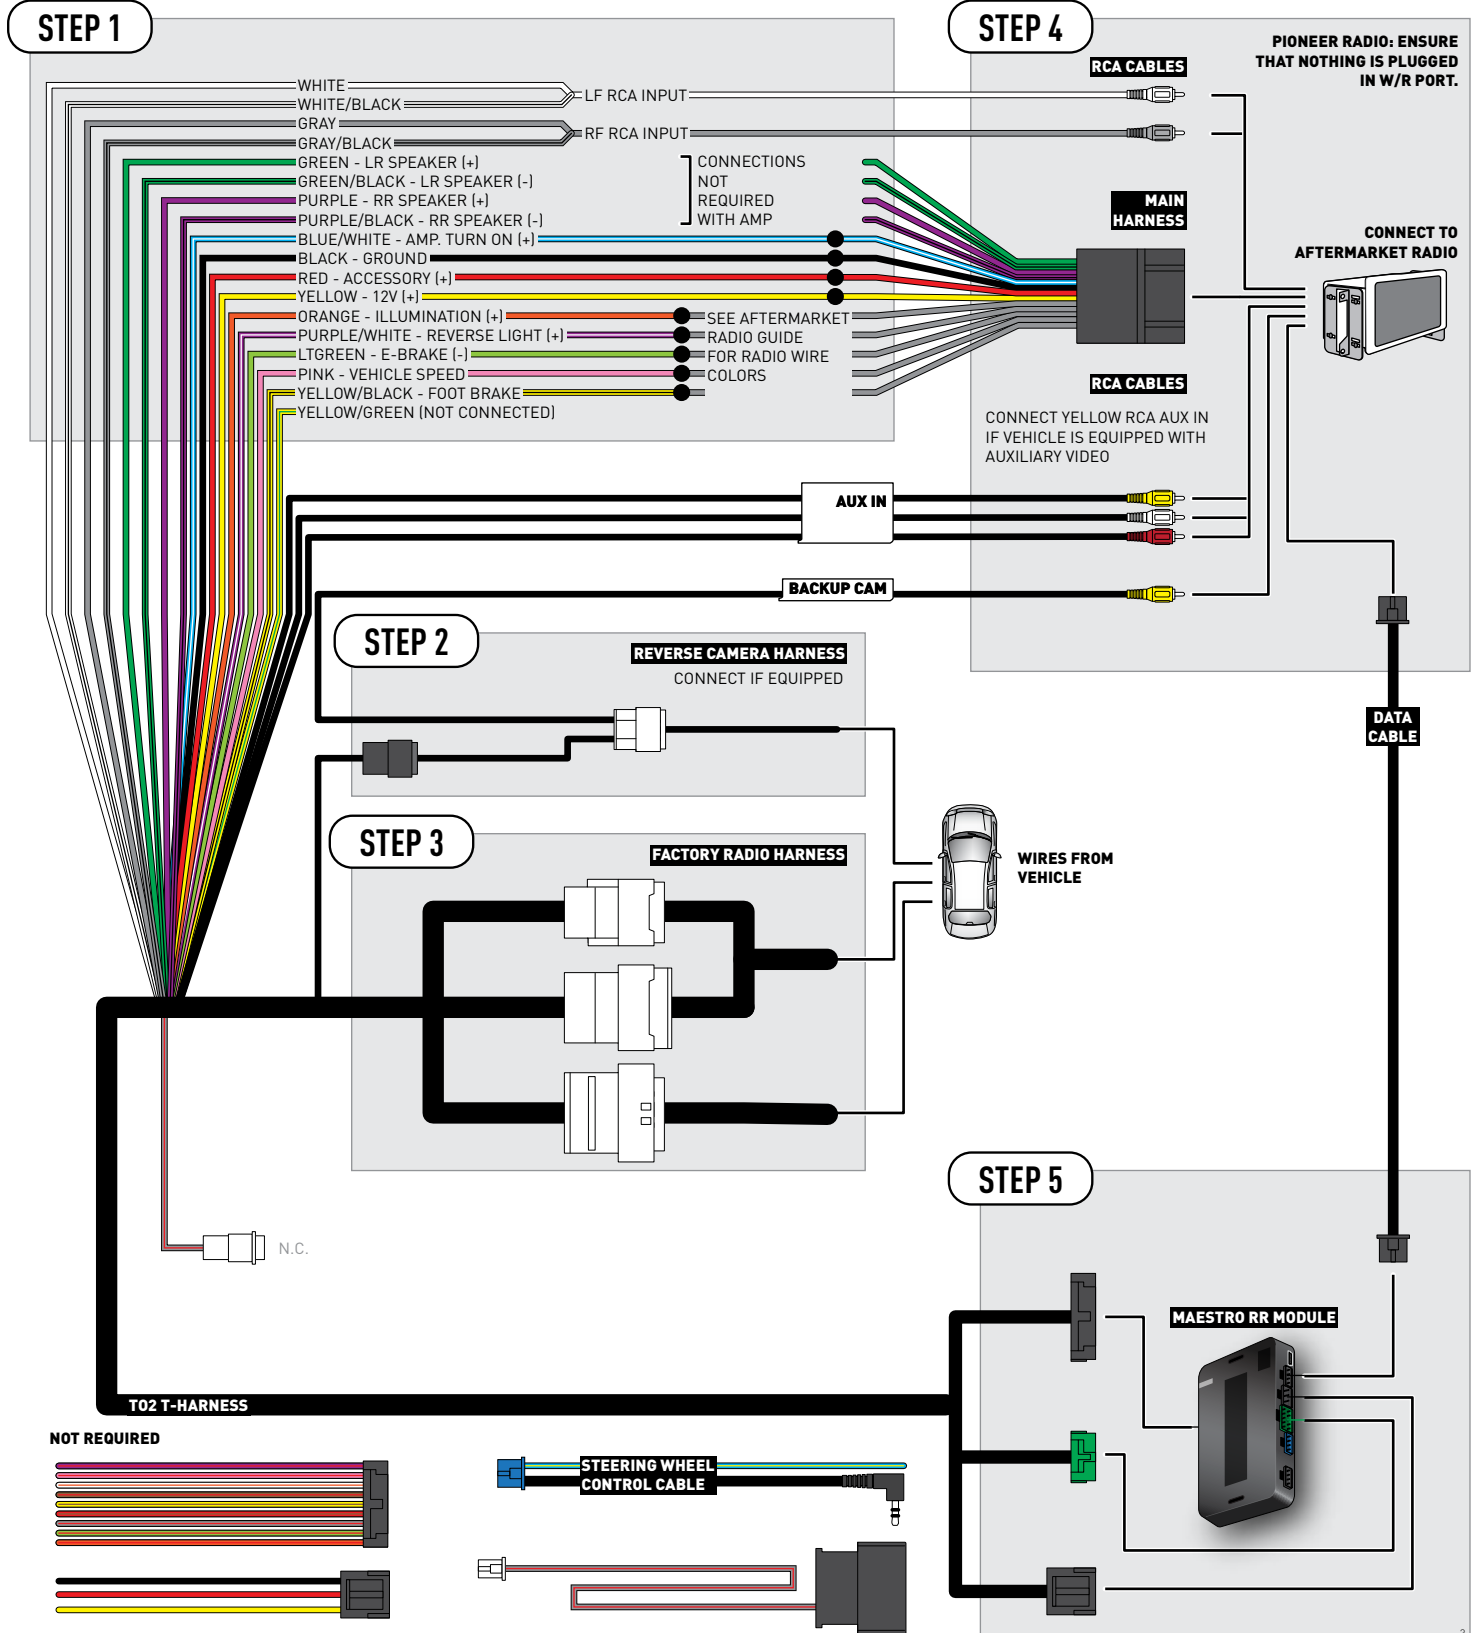 STEP 1
WHITE
WHITE/BLACK
LF RCA INPUT
GRAY
GRAY/BLACK
RF RCA INPUT
GREEN - LR SPEAKER (+)
GREEN/BLACK - LR SPEAKER (-)
PURPLE - RR SPEAKER (+)
PURPLE/BLACK - RR SPEAKER (-)
CONNECTIONS
NOT
REQUIRED
WITH AMP
BLUE/WHITE - AMP. TURN ON (+)
BLACK - GROUND
RED - ACCESSORY (+)
YELLOW - 12V (+)
ORANGE - ILLUMINATION (+)
PURPLE/WHITE - REVERSE LIGHT (+)
LTGREEN - E-BRAKE (-)
PINK - VEHICLE SPEED
YELLOW/BLACK - FOOT BRAKE
YELLOW/GREEN (NOT CONNECTED)
SEE AFTERMARKET
RADIO GUIDE
FOR RADIO WIRE
COLORS
STEP 4
PIONEER RADIO: ENSURE
THAT NOTHING IS PLUGGED
IN W/R PORT.
RCA CABLES
MAIN
HARNESS
CONNECT TO
AFTERMARKET RADIO
RCA CABLES
CONNECT YELLOW RCA AUX IN
IF VEHICLE IS EQUIPPED WITH
AUXILIARY VIDEO
AUX IN
BACKUP CAM
STEP 2
REVERSE CAMERA HARNESS
CONNECT IF EQUIPPED
DATA
CABLE
STEP 3
FACTORY RADIO HARNESS
WIRES FROM
VEHICLE
N.C.
STEP 5
MAESTRO RR MODULE
TO2 T-HARNESS
NOT REQUIRED
STEERING WHEEL
CONTROL CABLE